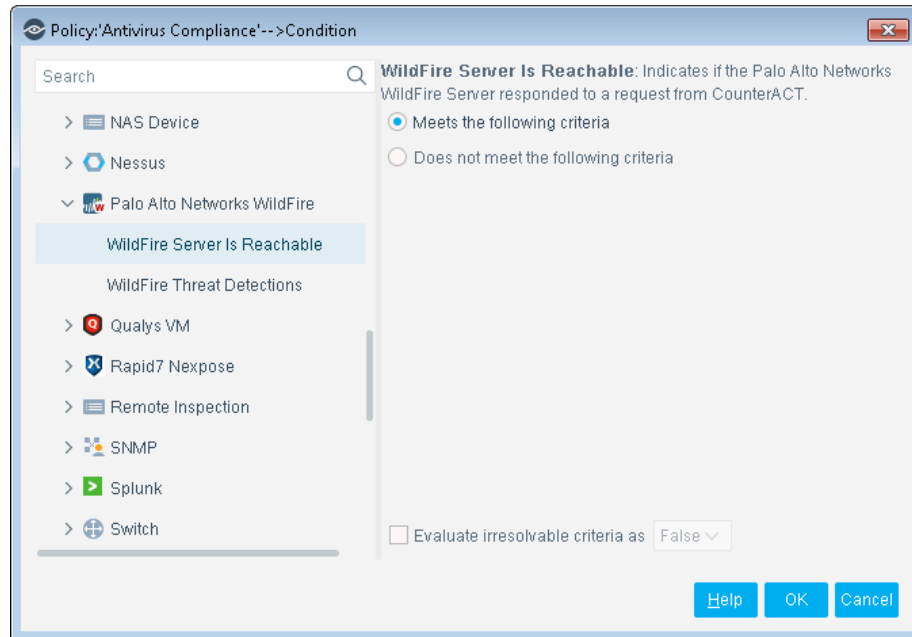 Policy:'Antivirus Compliance'-->Condition
Search
NAS Device
Nessus
Palo Alto Networks WildFire
WildFire Server Is Reachable
WildFire Threat Detections
Qualys VM
Rapid7 Nexpose
Remote Inspection
SNMP
Splunk
Switch
WildFire Server Is Reachable: Indicates if the Palo Alto Networks
WildFire Server responded to a request from CounterACT.
Meets the following criteria
Does not meet the following criteria
Evaluate irresolvable criteria as False
Help OK Cancel